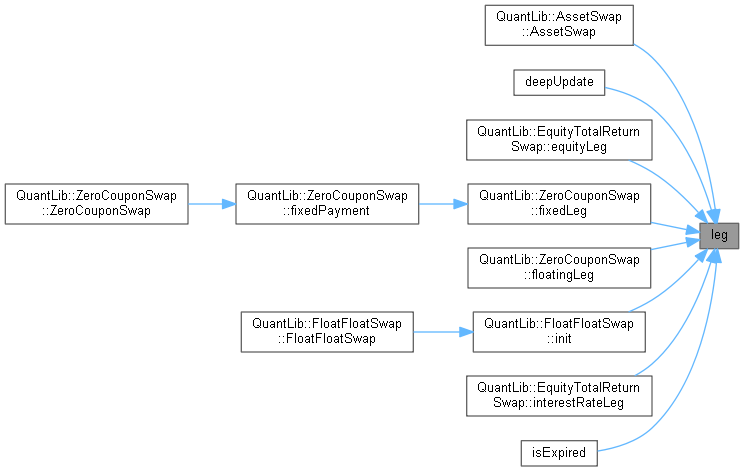 QuantLib::AssetSwap
::AssetSwap
deepUpdate
QuantLib::EquityTotalReturn
Swap::equityLeg
QuantLib::ZeroCouponSwap
::ZeroCouponSwap
QuantLib::ZeroCouponSwap
::fixedPayment
QuantLib::ZeroCouponSwap
::fixedLeg
leg
QuantLib::ZeroCouponSwap
::floatingLeg
QuantLib::FloatFloatSwap
::FloatFloatSwap
QuantLib::FloatFloatSwap
::init
QuantLib::EquityTotalReturn
Swap::interestRateLeg
isExpired